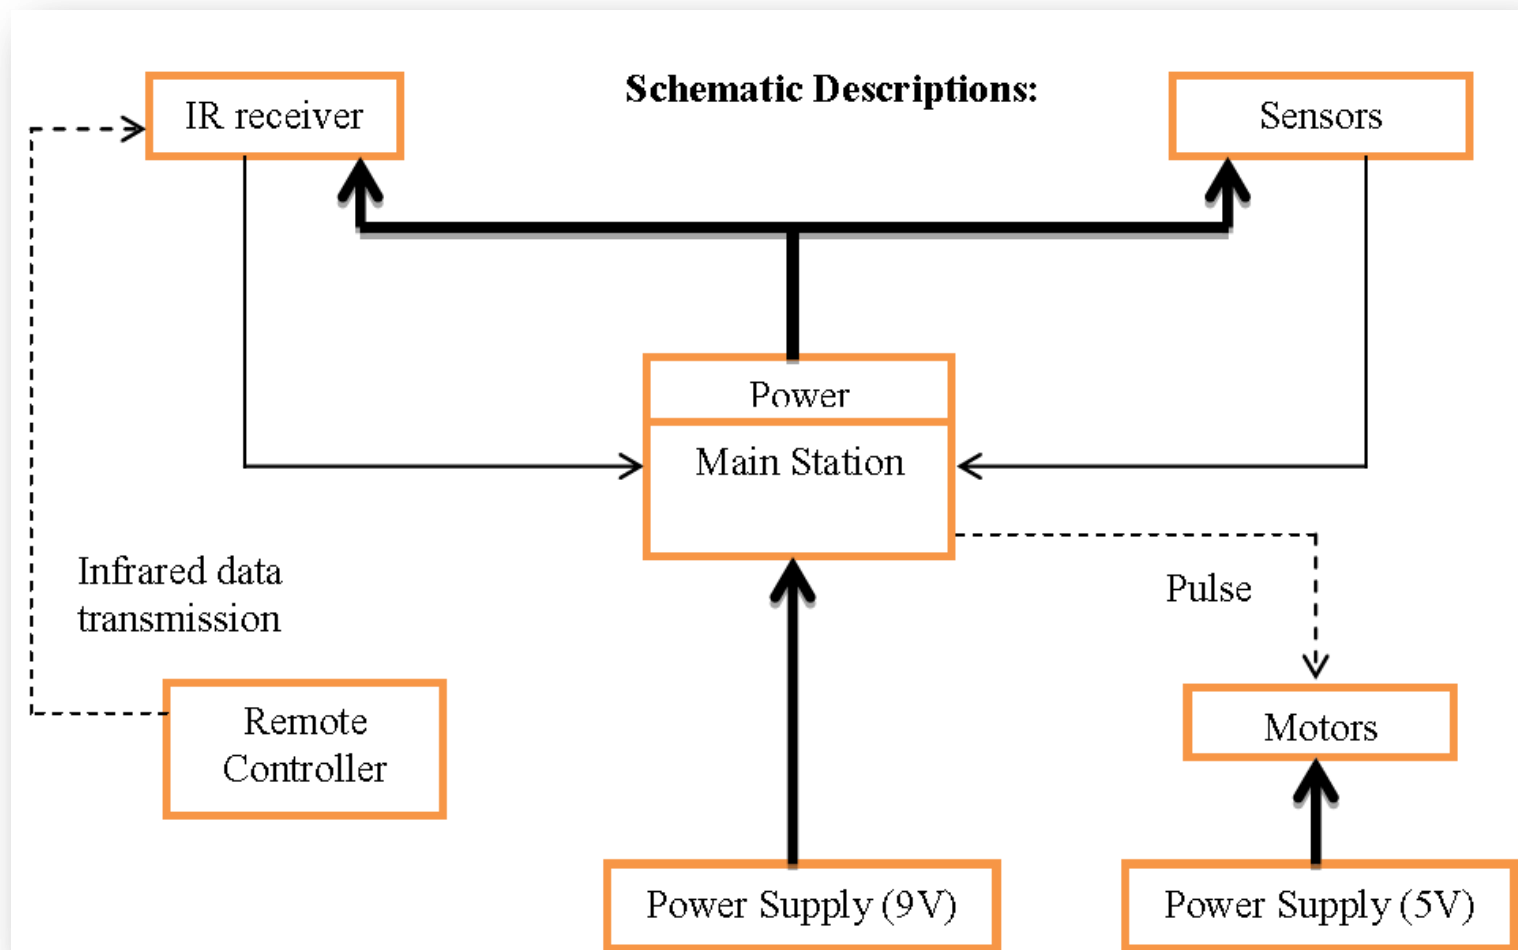 Schematic Descriptions:
IR receiver
Sensors
Power
Main Station
Infrared data
transmission
Pulse
Remote
Controller
Motors
Power Supply (9V)
Power Supply (5V)